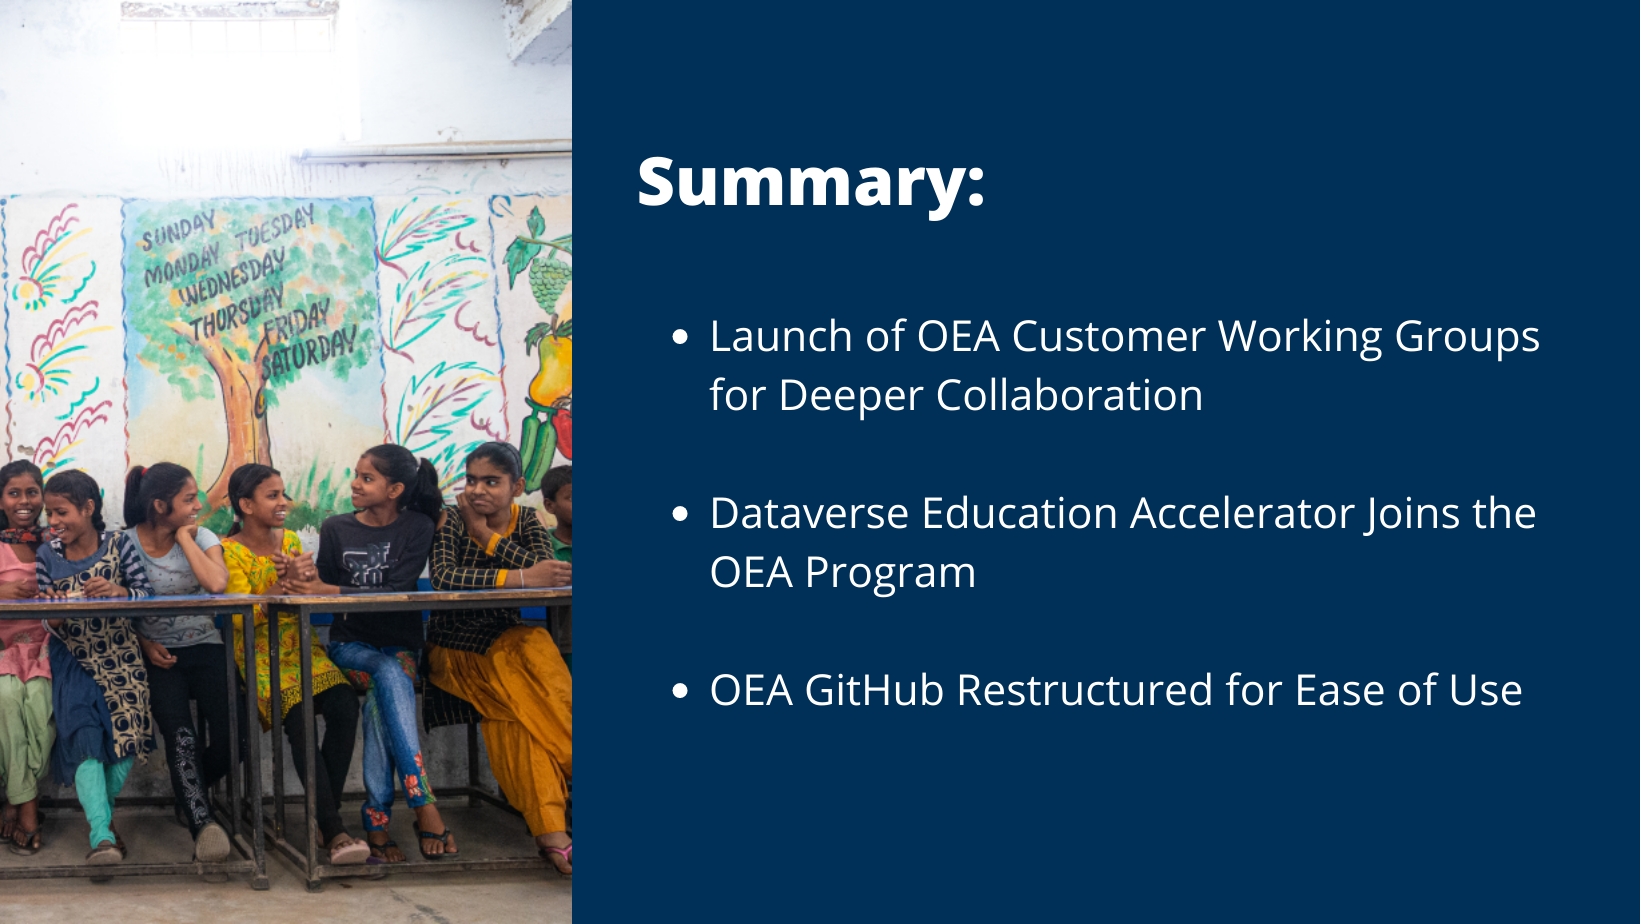 SUNDAY
MONDAY TUESDAY
WEDNESDAY
THORSDAY
FRIDAY
SATURDAY
Summary:
• Launch of OEA Customer Working Groups
for Deeper Collaboration
• Dataverse Education Accelerator Joins the
OEA Program
• OEA GitHub Restructured for Ease of Use